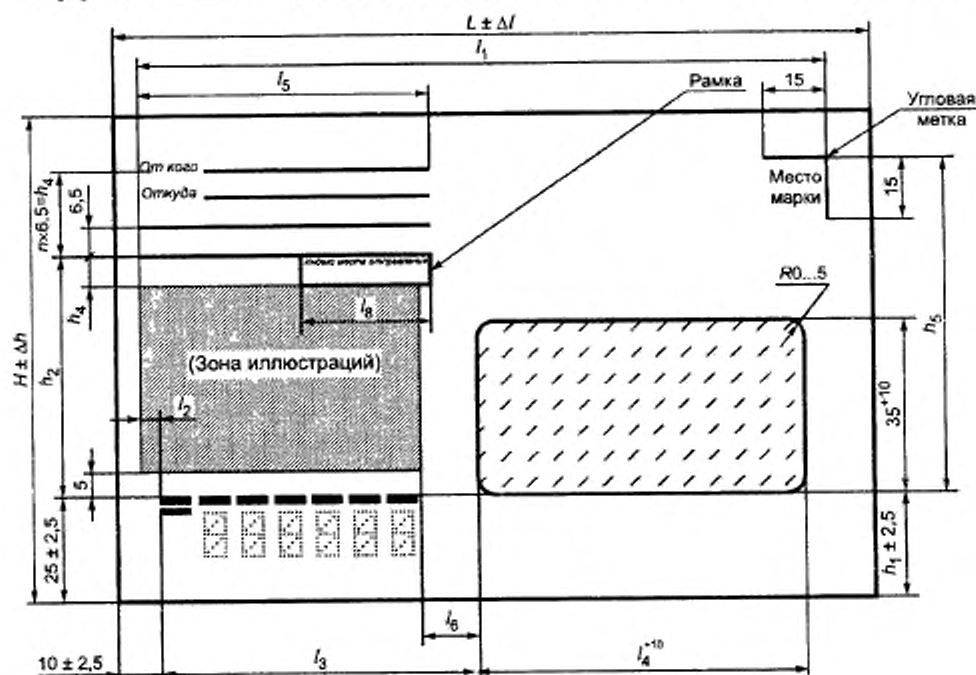 L ± Δl
l₁
l₅
Рамка
15
Угловая
метка
От кого
Откуда
Место
марки
15
n×6.5=h₄
6,5
R0...5
h₄
l₈
h₅
H ± Δh
h₂
(Зона иллюстраций)
35⁺¹⁰
l₂
5
25 ± 2,5
h₁ ± 2,5
l₆
10 ± 2,5
l₃
l₄⁺¹⁰